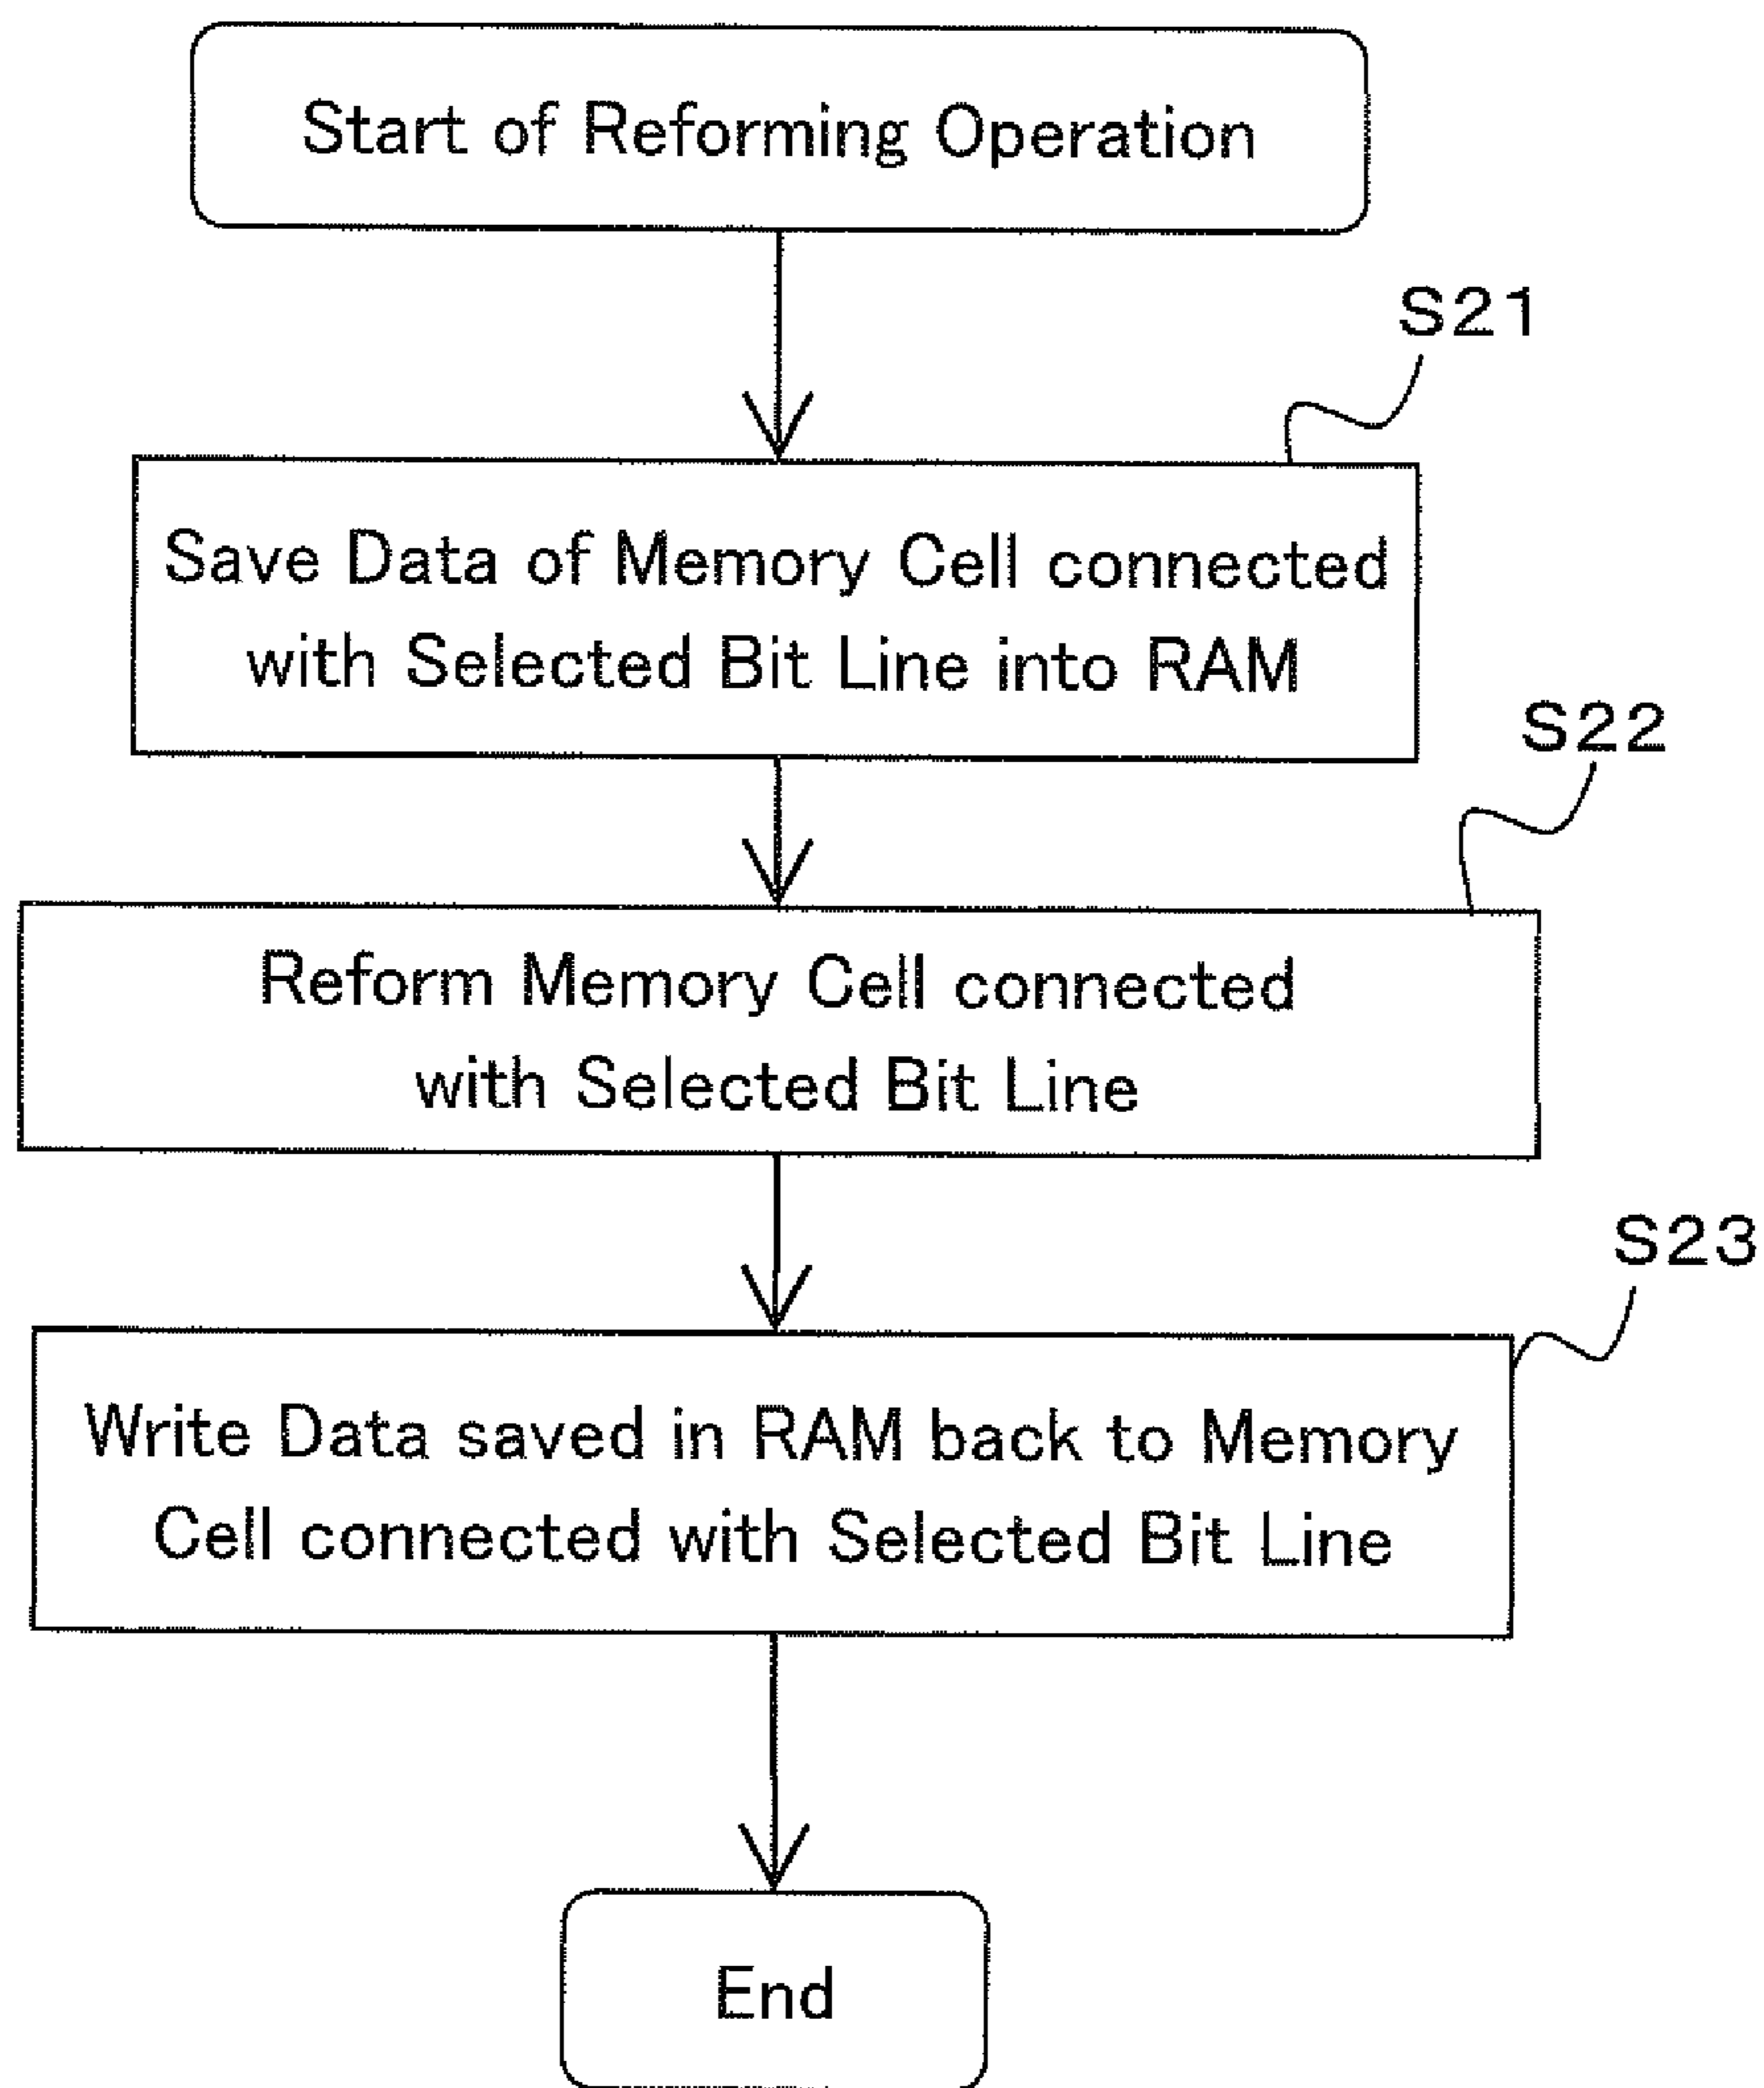 Start of Reforming Operation
S21
Save Data of Memory Cell connected
with Selected Bit Line into RAM
S22
Reform Memory Cell connected
with Selected Bit Line
S23
Write Data saved in RAM back to Memory
Cell connected with Selected Bit Line
End